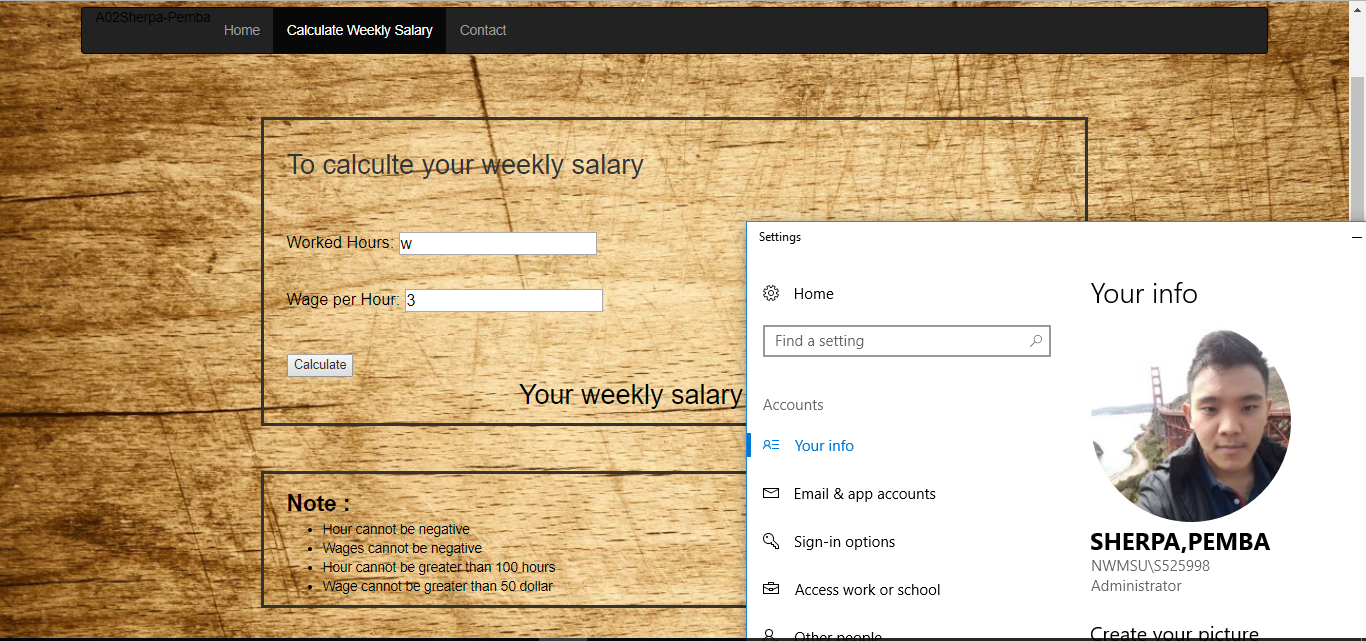 A02Sherpa-Pemba
Home Calculate Weekly Salary Contact
To calculte your weekly salary
Worked Hours: w
Wage per Hour: 3
Calculate
Your weekly salary
Note :
Hour cannot be negative
Wages cannot be negative
Hour cannot be greater than 100 hours
Wage cannot be greater than 50 dollar
Settings
Home
Find a setting
Accounts
Your info
Email & app accounts
Sign-in options
Access work or school
Other people
Your info
SHERPA,PEMBA
NWMSU\S525998
Administrator
Create your picture